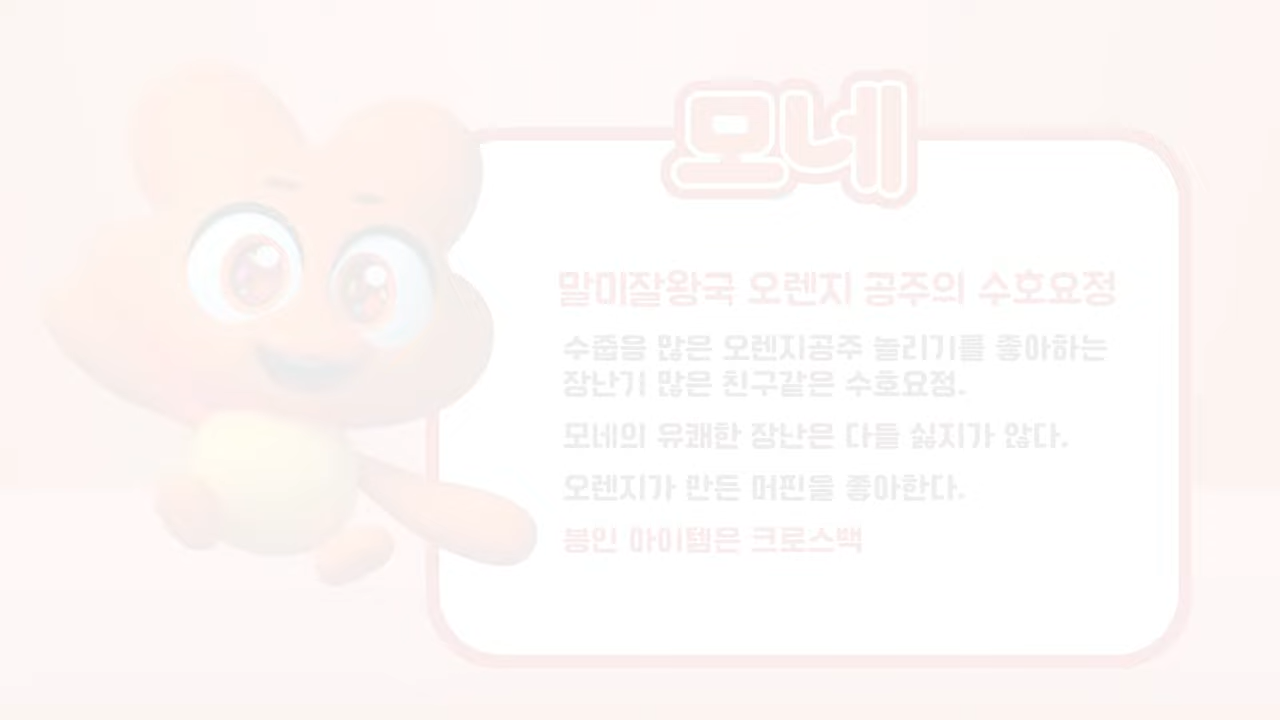 모네
말미잘왕국 오렌지 공주의 수호요정
수줍음 많은 오렌지공주 놀리기를 좋아하는
장난기 많은 친구같은 수호요정.
모네의 유쾌한 장난은 다들 싫지가 않다.
오렌지가 만든 머핀을 좋아한다.
봉인 아이템은 크로스백